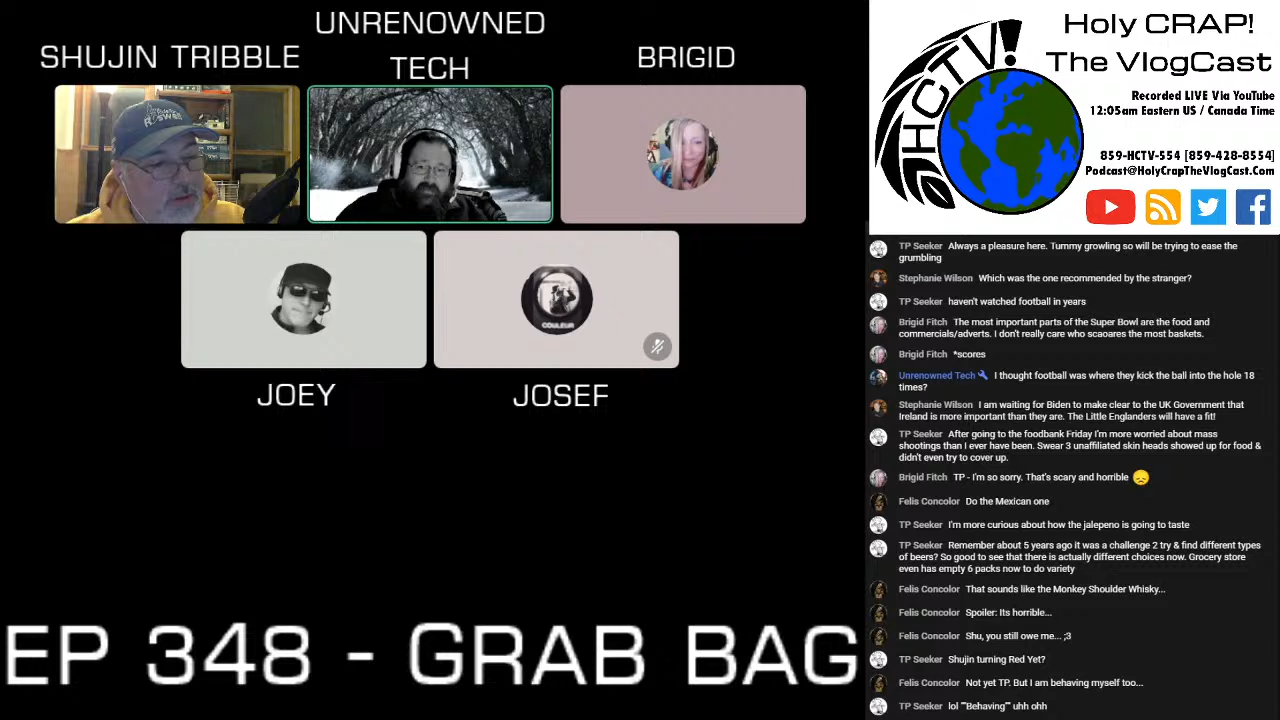 SHUJIN TRIBBLE
UNRENOWNED
TECH
BRIGID
JOEY
JOSEF
COULEUR
EP 348 - GRAB BAG
HCTV!
Holy CRAP!
The VlogCast
Recorded LIVE Via YouTube
12:05am Eastern US / Canada Time
859-HCTV-554 [859-428-8554]
Podcast@HolyCrapTheVlogCast.Com
TP Seeker Always a pleasure here. Tummy growling so will be trying to ease the
grumbling
Stephanie Wilson Which was the one recommended by the stranger?
TP Seeker haven't watched football in years
Brigid Fitch The most important parts of the Super Bowl are the food and
commercials/adverts. I don't really care who scaoares the most baskets.
Brigid Fitch *scores
Unrenowned Tech I thought football was where they kick the ball into the hole 18
times?
Stephanie Wilson I am waiting for Biden to make clear to the UK Government that
Ireland is more important than they are. The Little Englanders will have a fit!
TP Seeker After going to the foodbank Friday I'm more worried about mass
shootings than I ever have been. Swear 3 unaffiliated skin heads showed up for food &
didn't even try to cover up.
Brigid Fitch TP - I'm so sorry. That's scary and horrible 😞
Felis Concolor Do the Mexican one
TP Seeker I'm more curious about how the jalepeno is going to taste
TP Seeker Remember about 5 years ago it was a challenge 2 try & find different types
of beers? So good to see that there is actually different choices now. Grocery store
even has empty 6 packs now to do variety
Felis Concolor That sounds like the Monkey Shoulder Whisky...
Felis Concolor Spoiler: Its horrible...
Felis Concolor Shu, you still owe me... ;3
TP Seeker Shujin turning Red Yet?
Felis Concolor Not yet TP. But I am behaving myself too...
TP Seeker lol ""Behaving"" uhh ohh